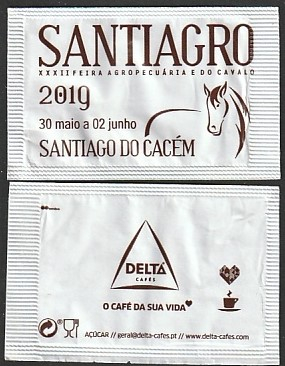 SANTIAGRO
XXXII FEIRA AGROPECUÁRIA E DO CAVALO
2019
30 maio a 02 junho
SANTIAGO DO CACÉM
DELTA
CAFÉS
O CAFÉ DA SUA VIDA
AÇÚCAR // geral@delta-cafes.pt // www.delta-cafes.com